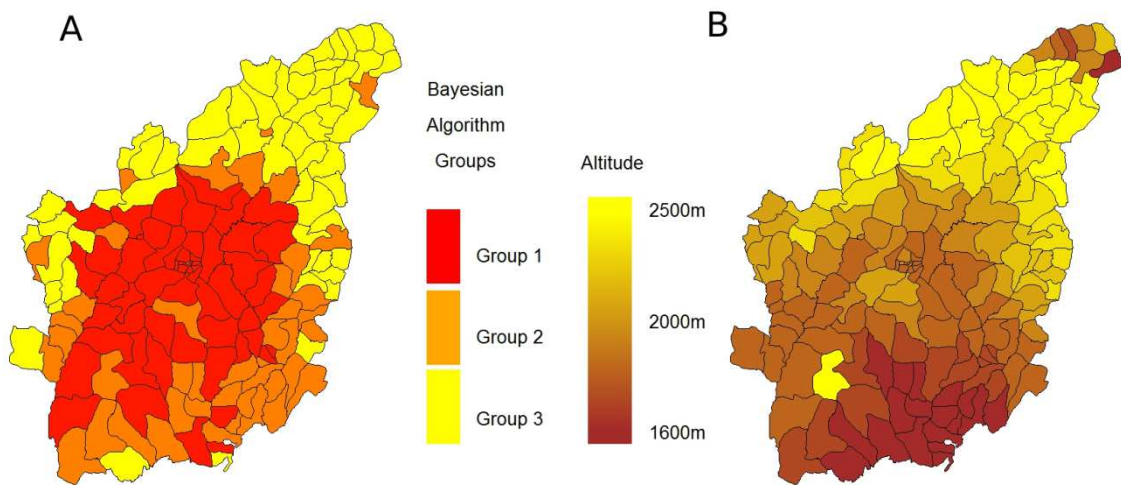 A
Bayesian
Algorithm
Groups
Group 1
Group 2
Group 3
B
Altitude
2500m
2000m
1600m